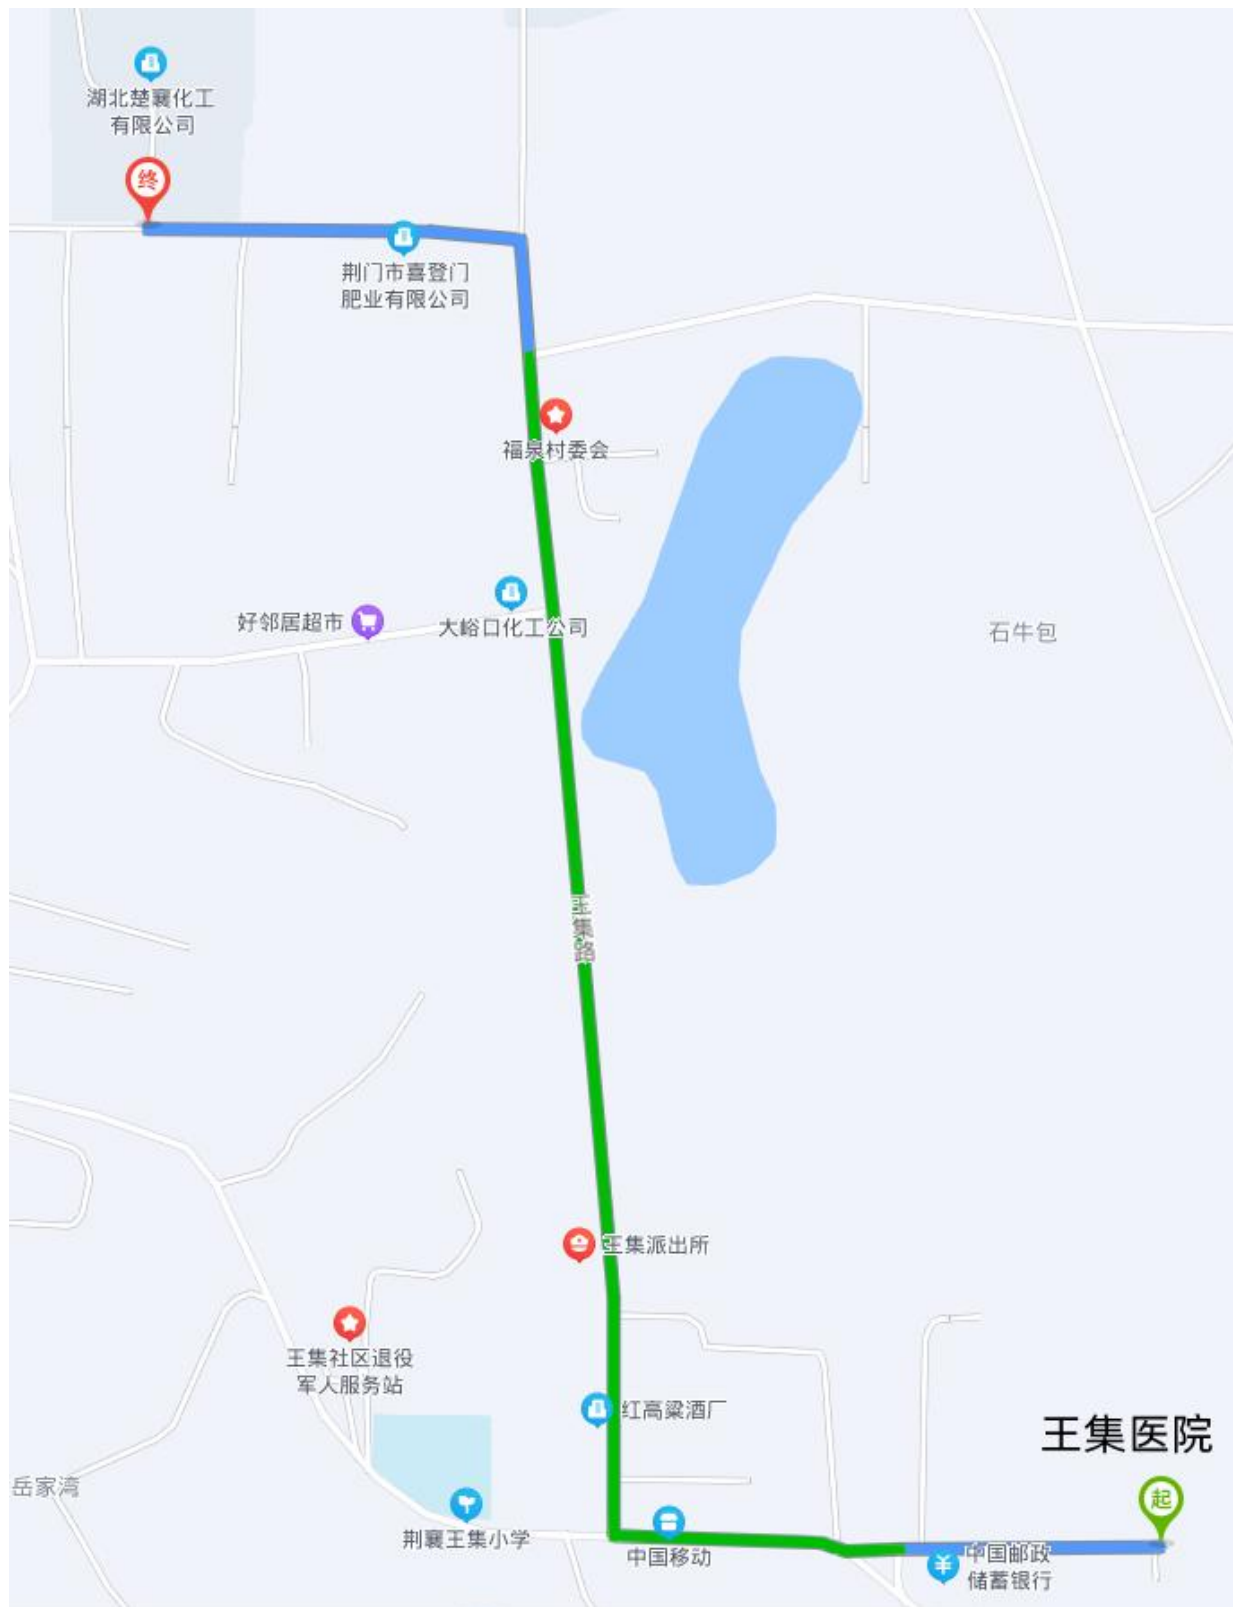 湖北楚襄化工
有限公司
终
荆门市喜登门
肥业有限公司
福泉村委会
好邻居超市
大峪口化工公司
石牛包
王集路
王集派出所
王集社区退役
军人服务站
红高粱酒厂
王集医院
岳家湾
起
荆襄王集小学
中国移动
中国邮政
储蓄银行